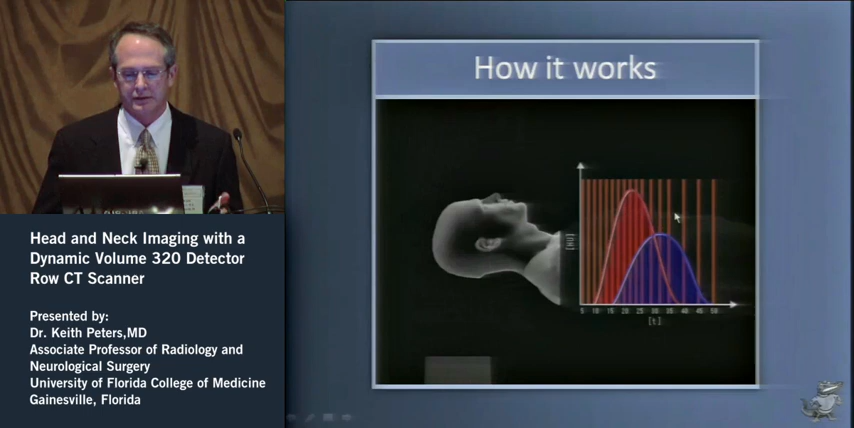 How it works
[HU]
5 10 15 20 25 30 35 40 45 50
[t]
Head and Neck Imaging with a
Dynamic Volume 320 Detector
Row CT Scanner
Presented by:
Dr. Keith Peters,MD
Associate Professor of Radiology and
Neurological Surgery
University of Florida College of Medicine
Gainesville, Florida